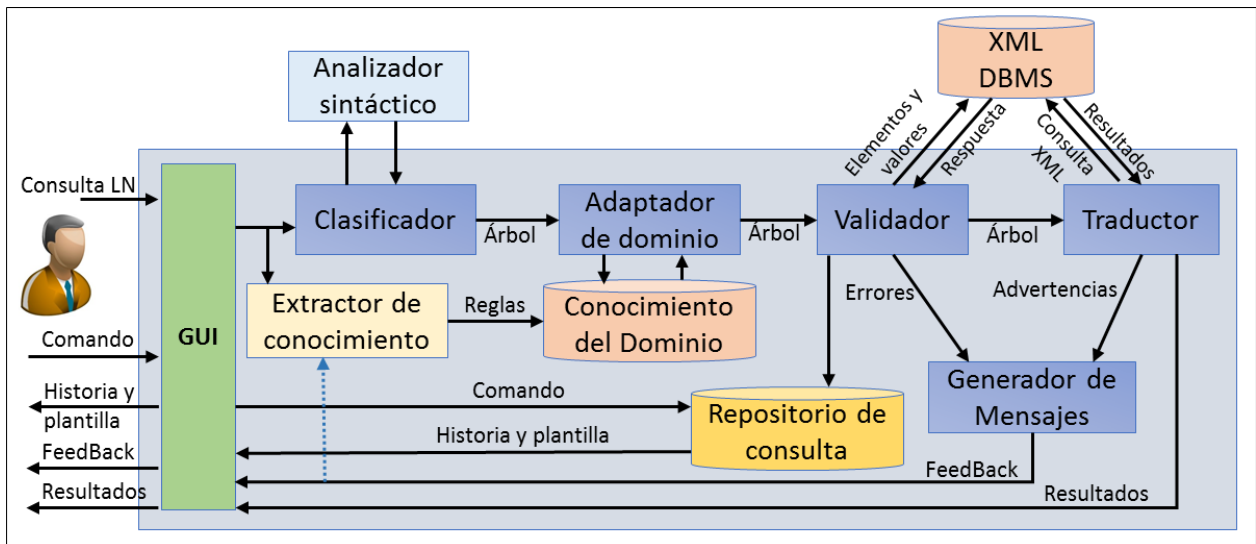 XML
DBMS
Analizador
sintáctico
Elementos y
valores
Respuesta
Consulta
XML
Resultados
Consulta LN
Clasificador
Árbol
Adaptador
de dominio
Árbol
Validador
Árbol
Traductor
GUI
Extractor de
conocimiento
Reglas
Conocimiento
del Dominio
Errores
Advertencias
Comando
Comando
Generador de
Mensajes
Historia y
plantilla
Historia y plantilla
Repositorio de
consulta
FeedBack
FeedBack
Resultados
Resultados